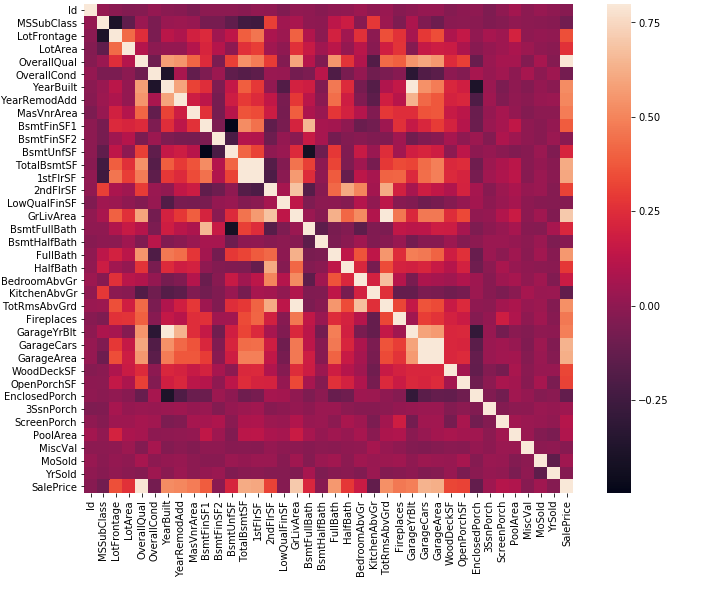 Id
MSSubClass
LotFrontage
LotArea
OverallQual
OverallCond
YearBuilt
YearRemodAdd
MasVnrArea
BsmtFinSF1
BsmtFinSF2
BsmtUnfSF
TotalBsmtSF
1stFlrSF
2ndFlrSF
LowQualFinSF
GrLivArea
BsmtFullBath
BsmtHalfBath
FullBath
HalfBath
BedroomAbvGr
KitchenAbvGr
TotRmsAbvGrd
Fireplaces
GarageYrBlt
GarageCars
GarageArea
WoodDeckSF
OpenPorchSF
EnclosedPorch
3SsnPorch
ScreenPorch
PoolArea
MiscVal
MoSold
YrSold
SalePrice
Id
MSSubClass
LotFrontage
LotArea
OverallQual
OverallCond
YearBuilt
YearRemodAdd
MasVnrArea
BsmtFinSF1
BsmtFinSF2
BsmtUnfSF
TotalBsmtSF
1stFlrSF
2ndFlrSF
LowQualFinSF
GrLivArea
BsmtFullBath
BsmtHalfBath
FullBath
HalfBath
BedroomAbvGr
KitchenAbvGr
TotRmsAbvGrd
Fireplaces
GarageYrBlt
GarageCars
GarageArea
WoodDeckSF
OpenPorchSF
EnclosedPorch
3SsnPorch
ScreenPorch
PoolArea
MiscVal
MoSold
YrSold
SalePrice
0.75
0.50
0.25
0.00
−0.25